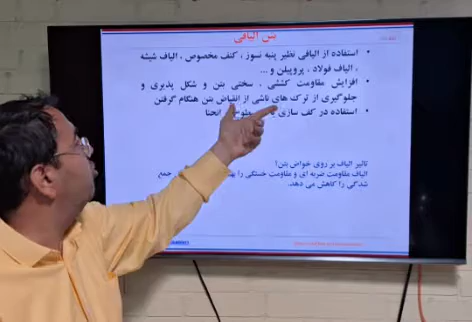 بتن الیافی
استفاده از الیافی نظیر پنبه نسوز ، کنف مخصوص ، الیاف شیشه
، الیاف فولاد ، پروپیلن و ...
افزایش مقاومت کششی ، سختی بتن و شکل پذیری و
جلوگیری از ترک های ناشی از انقباض بتن هنگام گرفتن
استفاده در کف سازی
تاثیر الیاف بر روی خواص بتن!
الیاف مقاومت ضربه ای و مقاومت خستگی را جمع
شدگی را کاهش می دهد.